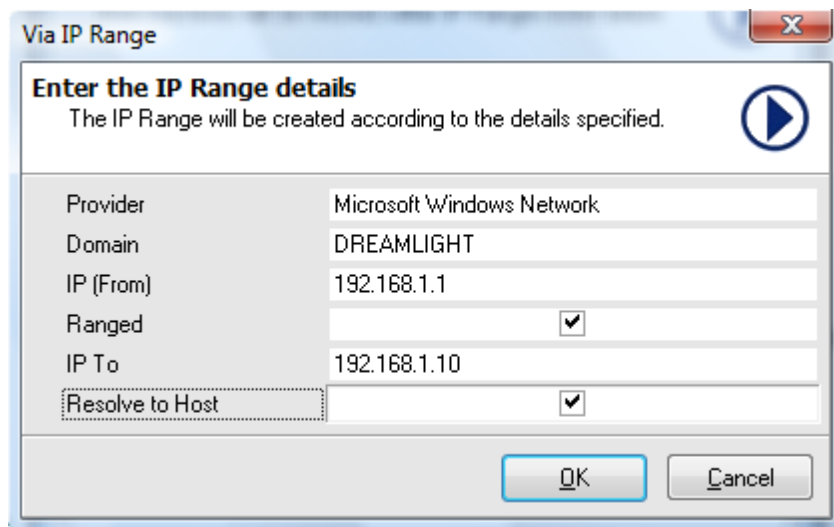 Via IP Range
Enter the IP Range details
The IP Range will be created according to the details specified.
Provider Microsoft Windows Network
Domain DREAMLIGHT
IP (From) 192.168.1.1
Ranged
IP To 192.168.1.10
Resolve to Host
OK Cancel